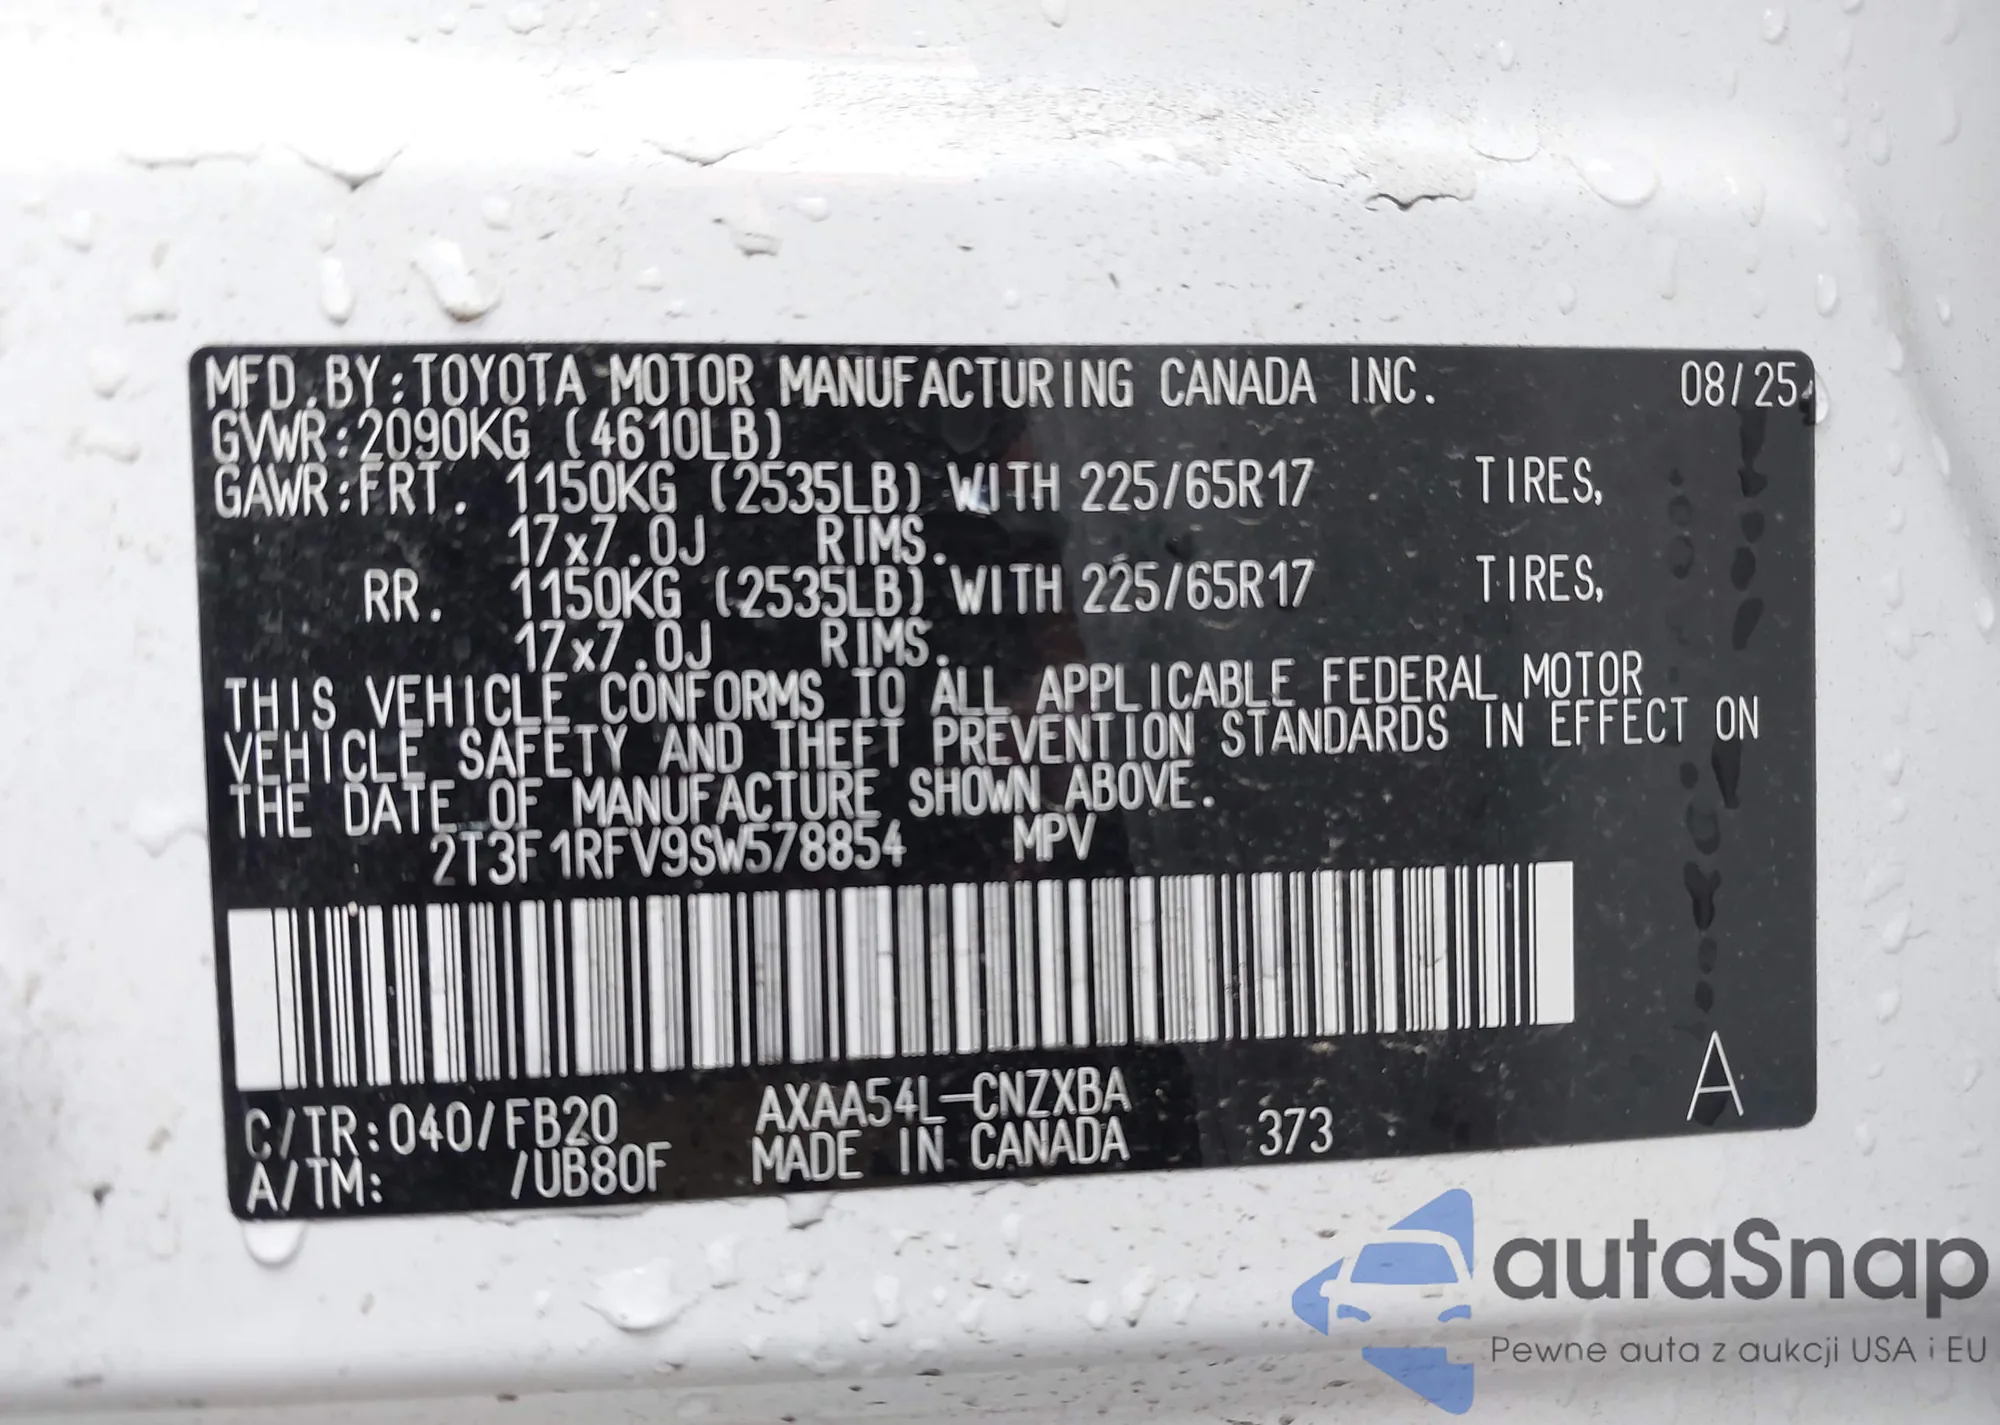 MFD.BY:TOYOTA MOTOR MANUFACTURING CANADA INC. 08/25
GVWR:2090KG (4610LB)
GAWR:FRT. 1150KG (2535LB) WITH 225/65R17 TIRES,
17x7.0J RIMS.
RR. 1150KG (2535LB) WITH 225/65R17 TIRES,
17x7.0J RIMS.
THIS VEHICLE CONFORMS TO ALL APPLICABLE FEDERAL MOTOR
VEHICLE SAFETY AND THEFT PREVENTION STANDARDS IN EFFECT ON
THE DATE OF MANUFACTURE SHOWN ABOVE.
2T3F1RFV9SW578854 MPV
C/TR:040/FB20 AXAA54L-CNZXBA 373 A
A/TM: /UB80F MADE IN CANADA
autaSnap
Pewne auta z aukcji USA i EU